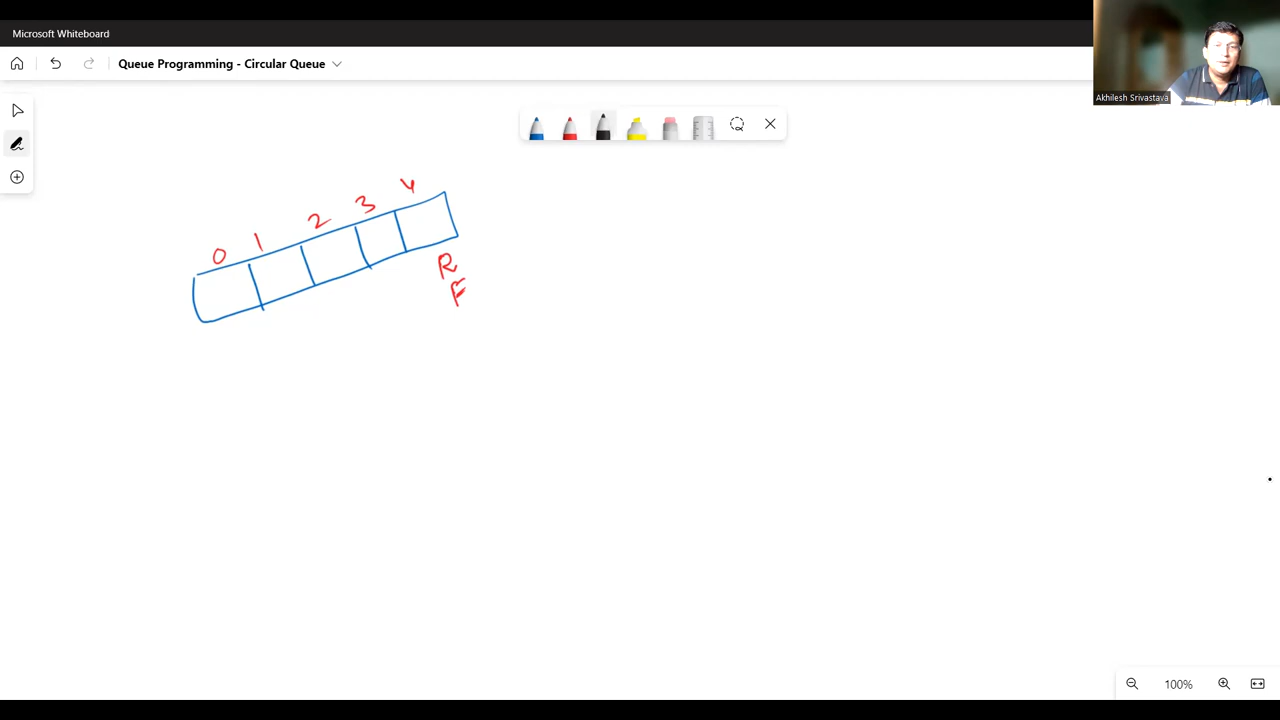 Microsoft Whiteboard
Queue Programming - Circular Queue
Akhilesh Srivastava
0 1 2 3 4
R
F
100%